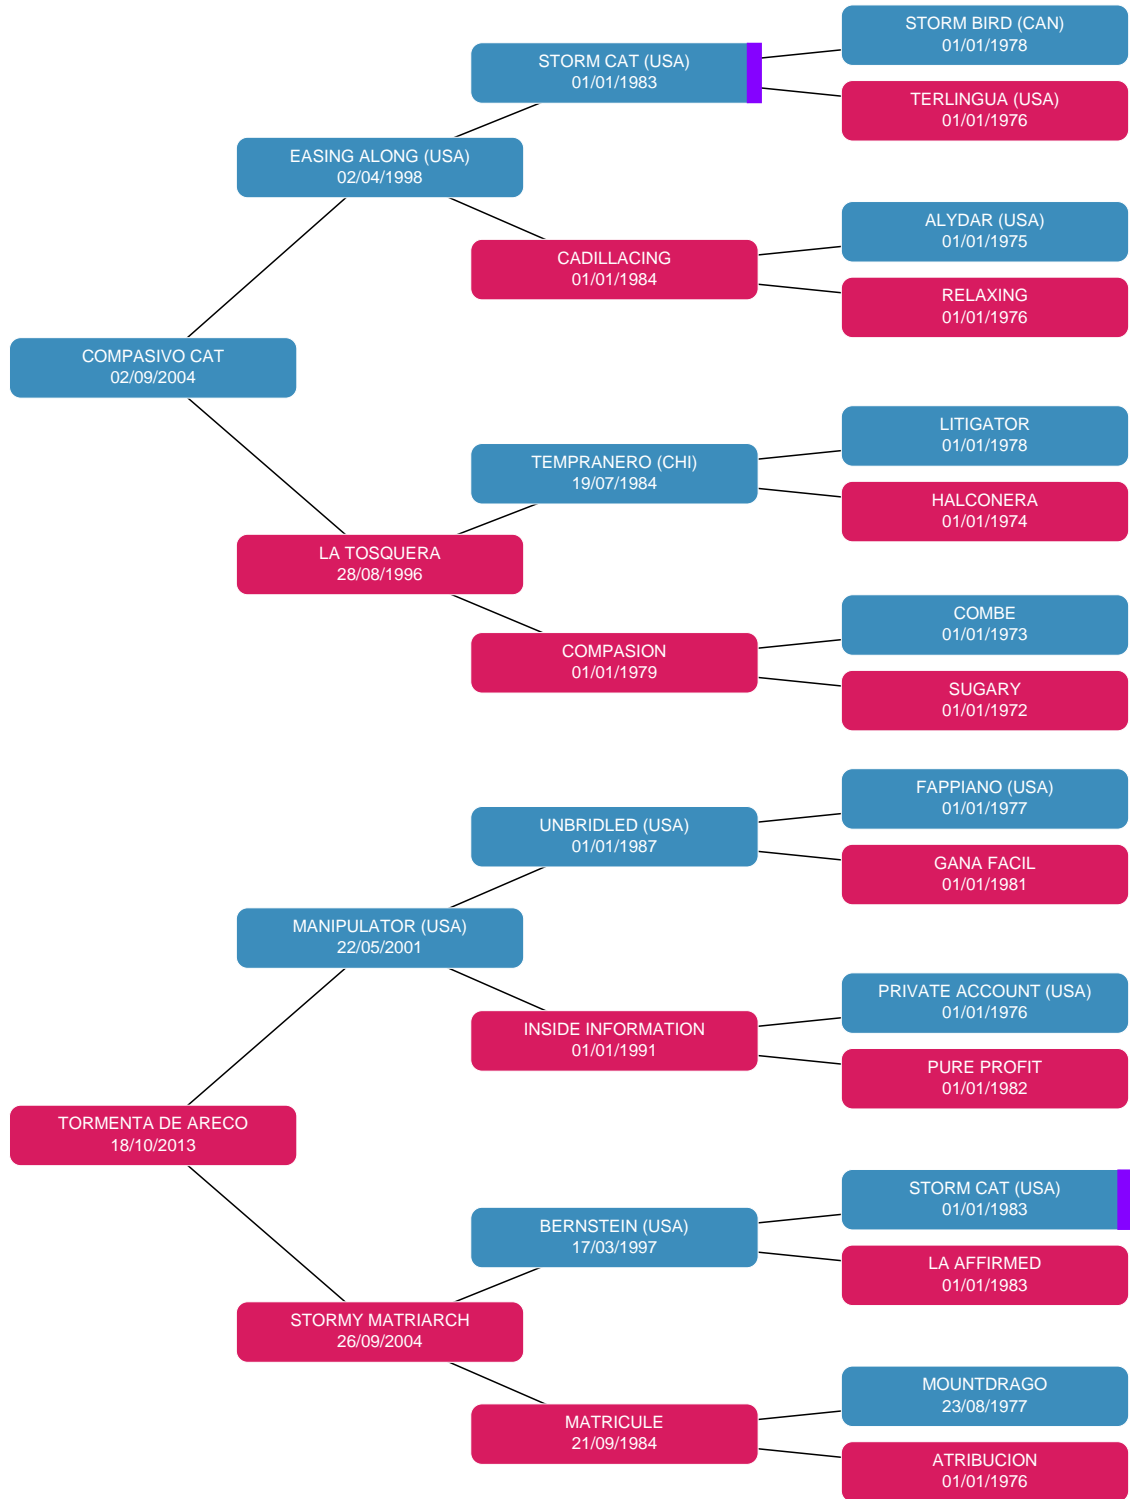 STORM BIRD (CAN)
01/01/1978
STORM CAT (USA)
01/01/1983
TERLINGUA (USA)
01/01/1976
EASING ALONG (USA)
02/04/1998
ALYDAR (USA)
01/01/1975
CADILLACING
01/01/1984
RELAXING
01/01/1976
COMPASIVO CAT
02/09/2004
LITIGATOR
01/01/1978
TEMPRANERO (CHI)
19/07/1984
HALCONERA
01/01/1974
LA TOSQUERA
28/08/1996
COMBE
01/01/1973
COMPASION
01/01/1979
SUGARY
01/01/1972
FAPPIANO (USA)
01/01/1977
UNBRIDLED (USA)
01/01/1987
GANA FACIL
01/01/1981
MANIPULATOR (USA)
22/05/2001
PRIVATE ACCOUNT (USA)
01/01/1976
INSIDE INFORMATION
01/01/1991
PURE PROFIT
01/01/1982
TORMENTA DE ARECO
18/10/2013
STORM CAT (USA)
01/01/1983
BERNSTEIN (USA)
17/03/1997
LA AFFIRMED
01/01/1983
STORMY MATRIARCH
26/09/2004
MOUNTDRAGO
23/08/1977
MATRICULE
21/09/1984
ATRIBUCION
01/01/1976